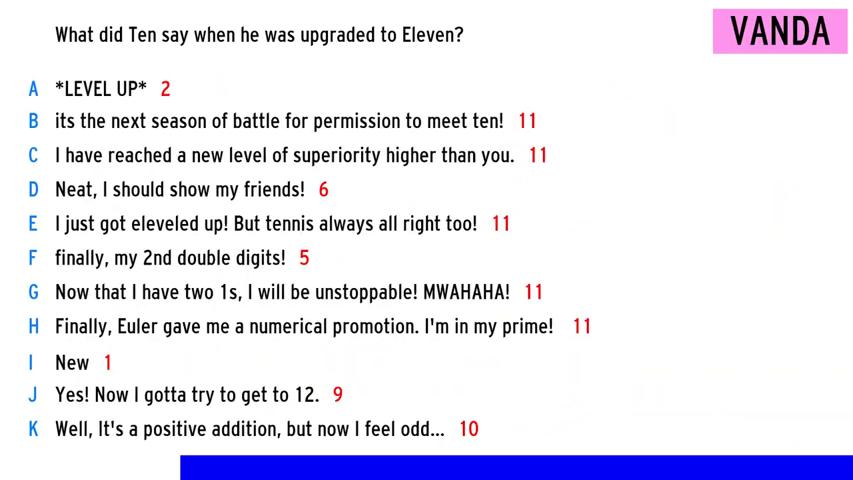 What did Ten say when he was upgraded to Eleven?
VANDA
A *LEVEL UP* 2
B its the next season of battle for permission to meet ten! 11
C I have reached a new level of superiority higher than you. 11
D Neat, I should show my friends! 6
E I just got eleveled up! But tennis always all right too! 11
F finally, my 2nd double digits! 5
G Now that I have two 1s, I will be unstoppable! MWAHAHA! 11
H Finally, Euler gave me a numerical promotion. I'm in my prime! 11
I New 1
J Yes! Now I gotta try to get to 12. 9
K Well, It's a positive addition, but now I feel odd... 10